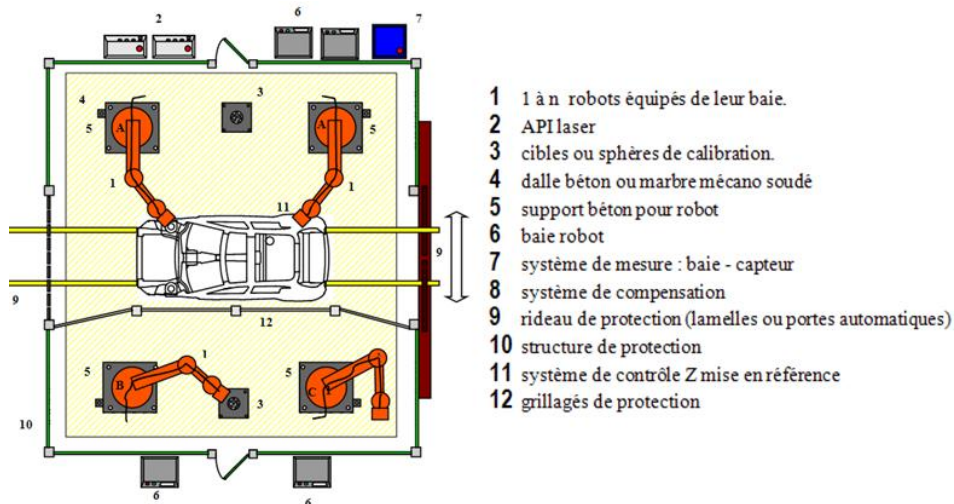 2
6
7
4
3
5
A
A
5
1
1
11
9
9
12
1
5
B
5
C
3
10
6
6
1 1 à n robots équipés de leur baie.
2 API laser
3 cibles ou sphères de calibration.
4 dalle béton ou marbre mécano soudé
5 support béton pour robot
6 baie robot
7 système de mesure : baie - capteur
8 système de compensation
9 rideau de protection (lamelles ou portes automatiques)
10 structure de protection
11 système de contrôle Z mise en référence
12 grillagés de protection